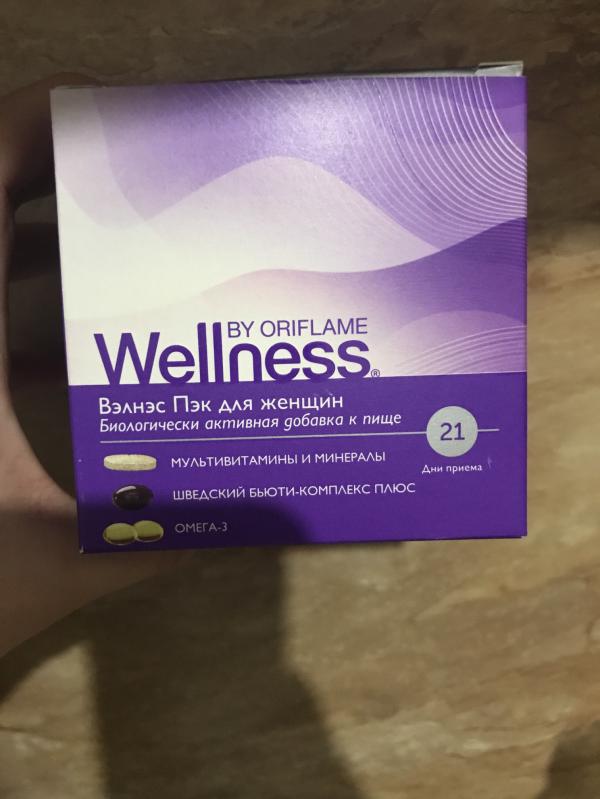 BY ORIFLAME
Wellness®
Вэлнэс Пэк для женщин
Биологически активная добавка к пище
21
Дни приема
МУЛЬТИВИТАМИНЫ И МИНЕРАЛЫ
ШВЕДСКИЙ БЬЮТИ-КОМПЛЕКС ПЛЮС
ОМЕГА-3